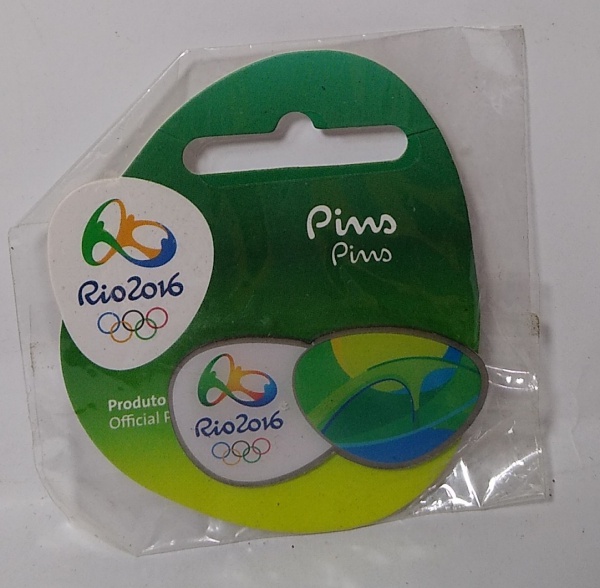 Pins
Pins
Rio2016
Produto
Official
Rio2016